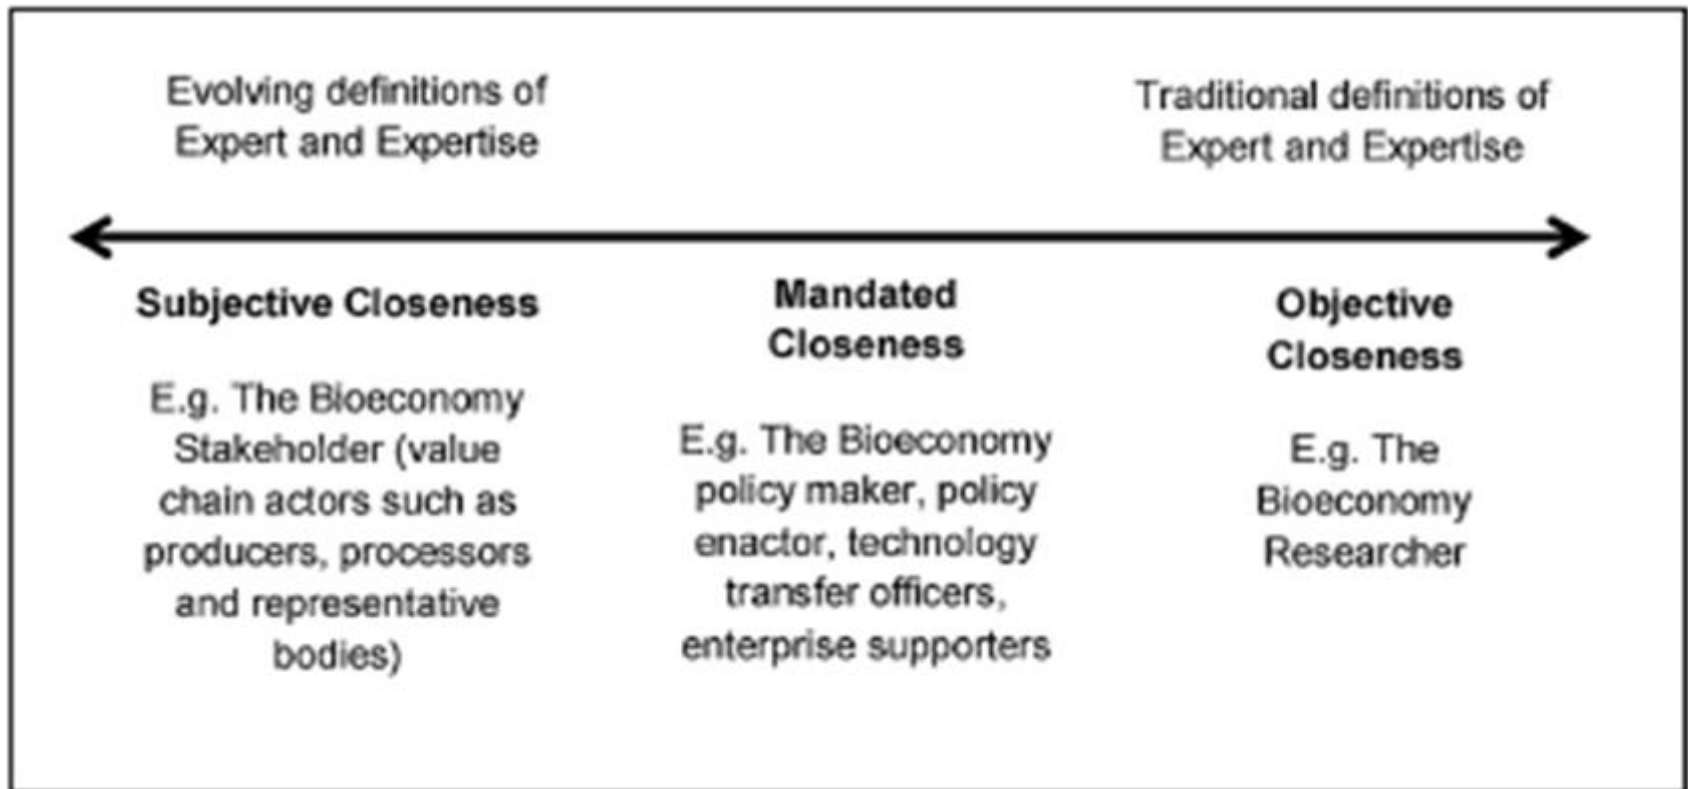 Evolving definitions of
Expert and Expertise
Traditional definitions of
Expert and Expertise
Subjective Closeness
E.g. The Bioeconomy
Stakeholder (value
chain actors such as
producers, processors
and representative
bodies)
Mandated
Closeness
E.g. The Bioeconomy
policy maker, policy
enactor, technology
transfer officers,
enterprise supporters
Objective
Closeness
E.g. The
Bioeconomy
Researcher